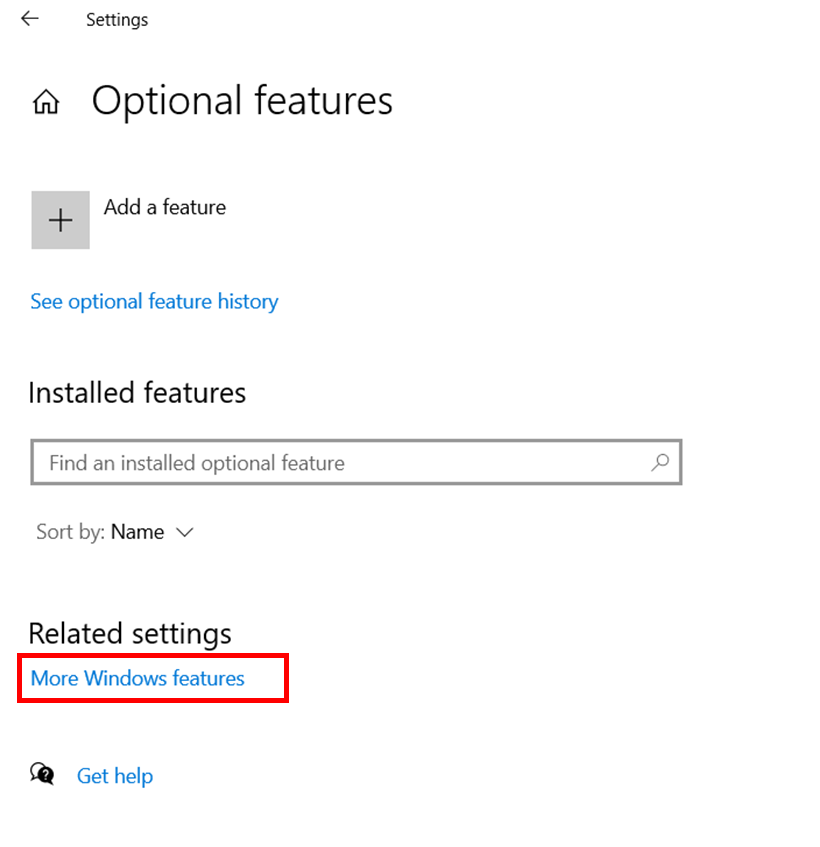 Settings
Optional features
Add a feature
See optional feature history
Installed features
Find an installed optional feature
Sort by: Name
Related settings
More Windows features
Get help